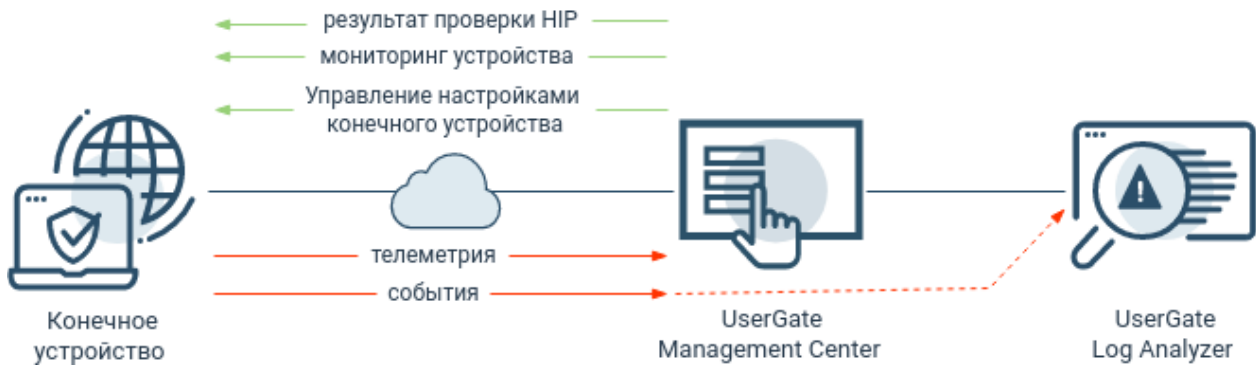 результат проверки HIP
мониторинг устройства
Управление настройками
конечного устройства
телеметрия
события
Конечное
устройство
UserGate
Management Center
UserGate
Log Analyzer